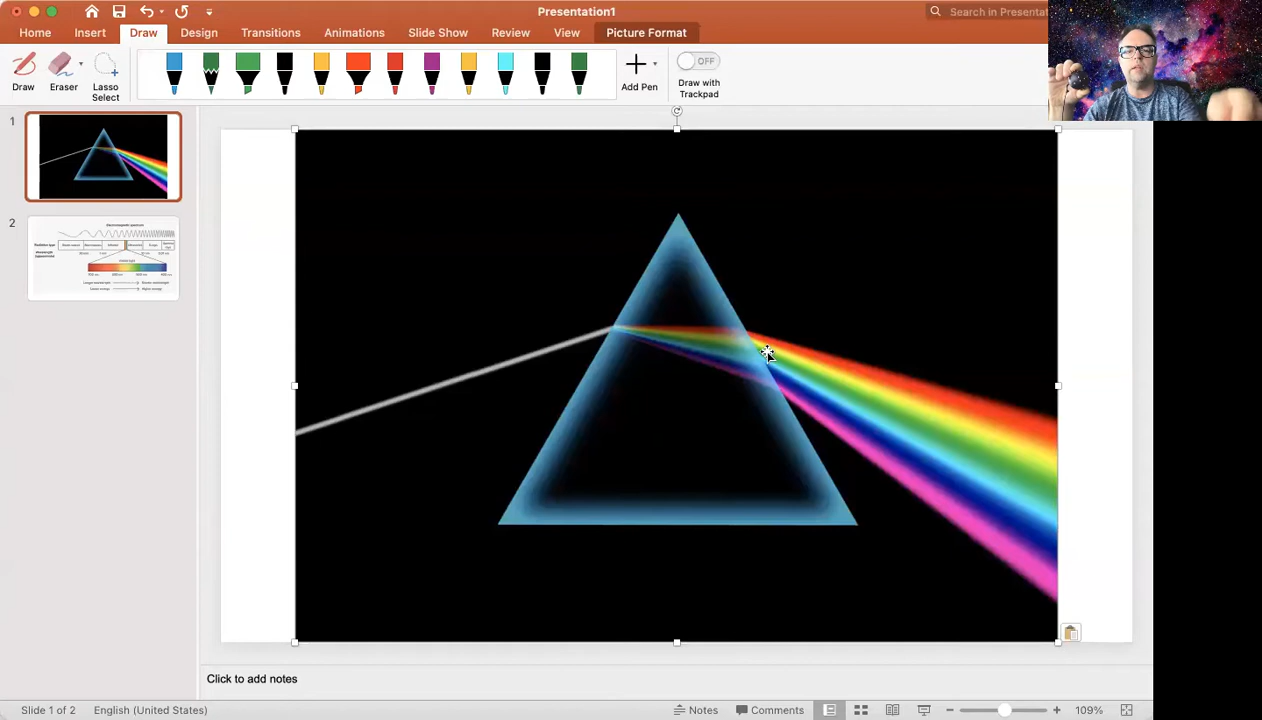 Presentation1
Search in Presentat
Home Insert Draw Design Transitions Animations Slide Show Review View Picture Format
Draw Eraser Lasso Select Add Pen OFF Draw with Trackpad
1
2
Electromagnetic spectrum
Click to add notes
Slide 1 of 2 English (United States) Notes Comments 109%